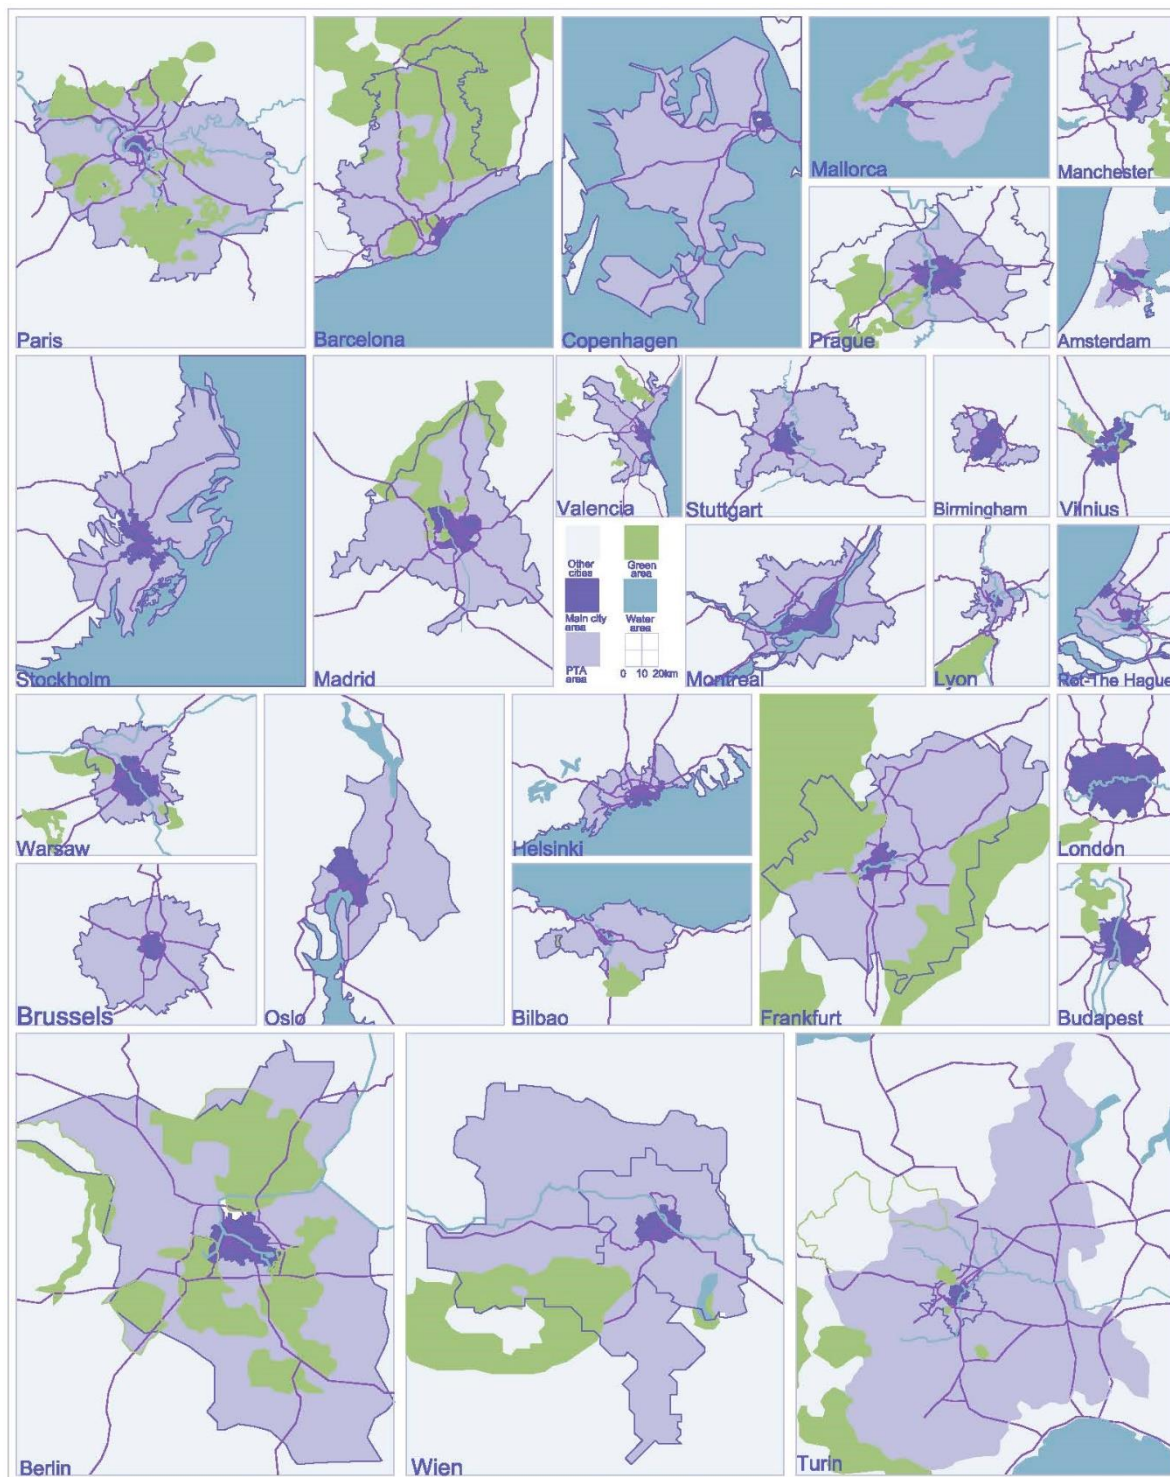 Paris
Barcelona
Copenhagen
Mallorca
Manchester
Prague
Amsterdam
Stockholm
Madrid
Valencia
Stuttgart
Birmingham
Vilnius
Other
cities
Green
area
Main city
area
Water
area
PTA
area
0 10 20km
Montreal
Lyon
Rot-The Hague
Warsaw
Oslo
Helsinki
Frankfurt
London
Brussels
Bilbao
Budapest
Berlin
Wien
Turin